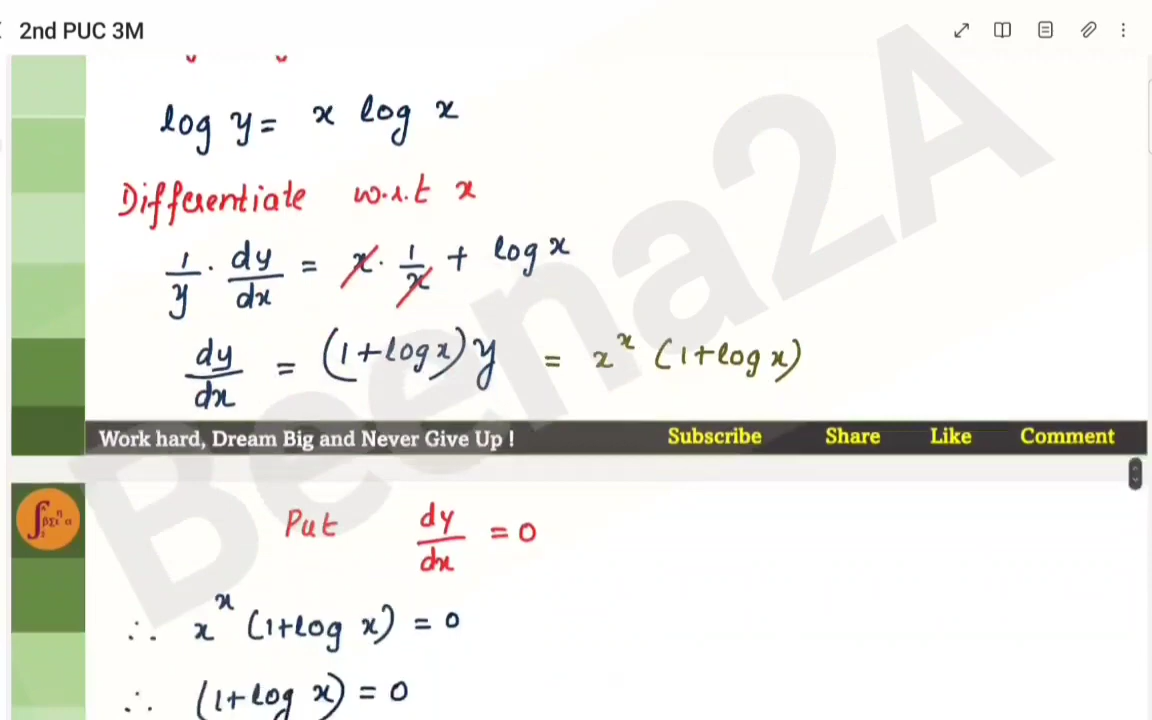 2nd PUC 3M
log y = x log x
Differentiate w.r.t x
1/y · dy/dx = x · 1/x + log x
dy/dx = (1+log x) y = x^x (1+log x)
Work hard, Dream Big and Never Give Up ! Subscribe Share Like Comment
Put dy/dx = 0
∴ x^x (1+log x) = 0
∴ (1+log x) = 0
Beena2A